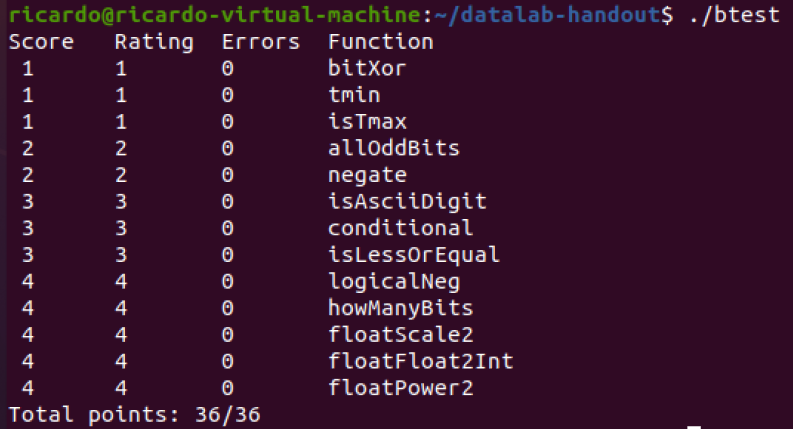 ricardo@ricardo-virtual-machine:~/datalab-handout$ ./btest
Score Rating Errors Function
1 1 0 bitXor
1 1 0 tmin
1 1 0 isTmax
2 2 0 allOddBits
2 2 0 negate
3 3 0 isAsciiDigit
3 3 0 conditional
3 3 0 isLessOrEqual
4 4 0 logicalNeg
4 4 0 howManyBits
4 4 0 floatScale2
4 4 0 floatFloat2Int
4 4 0 floatPower2
Total points: 36/36